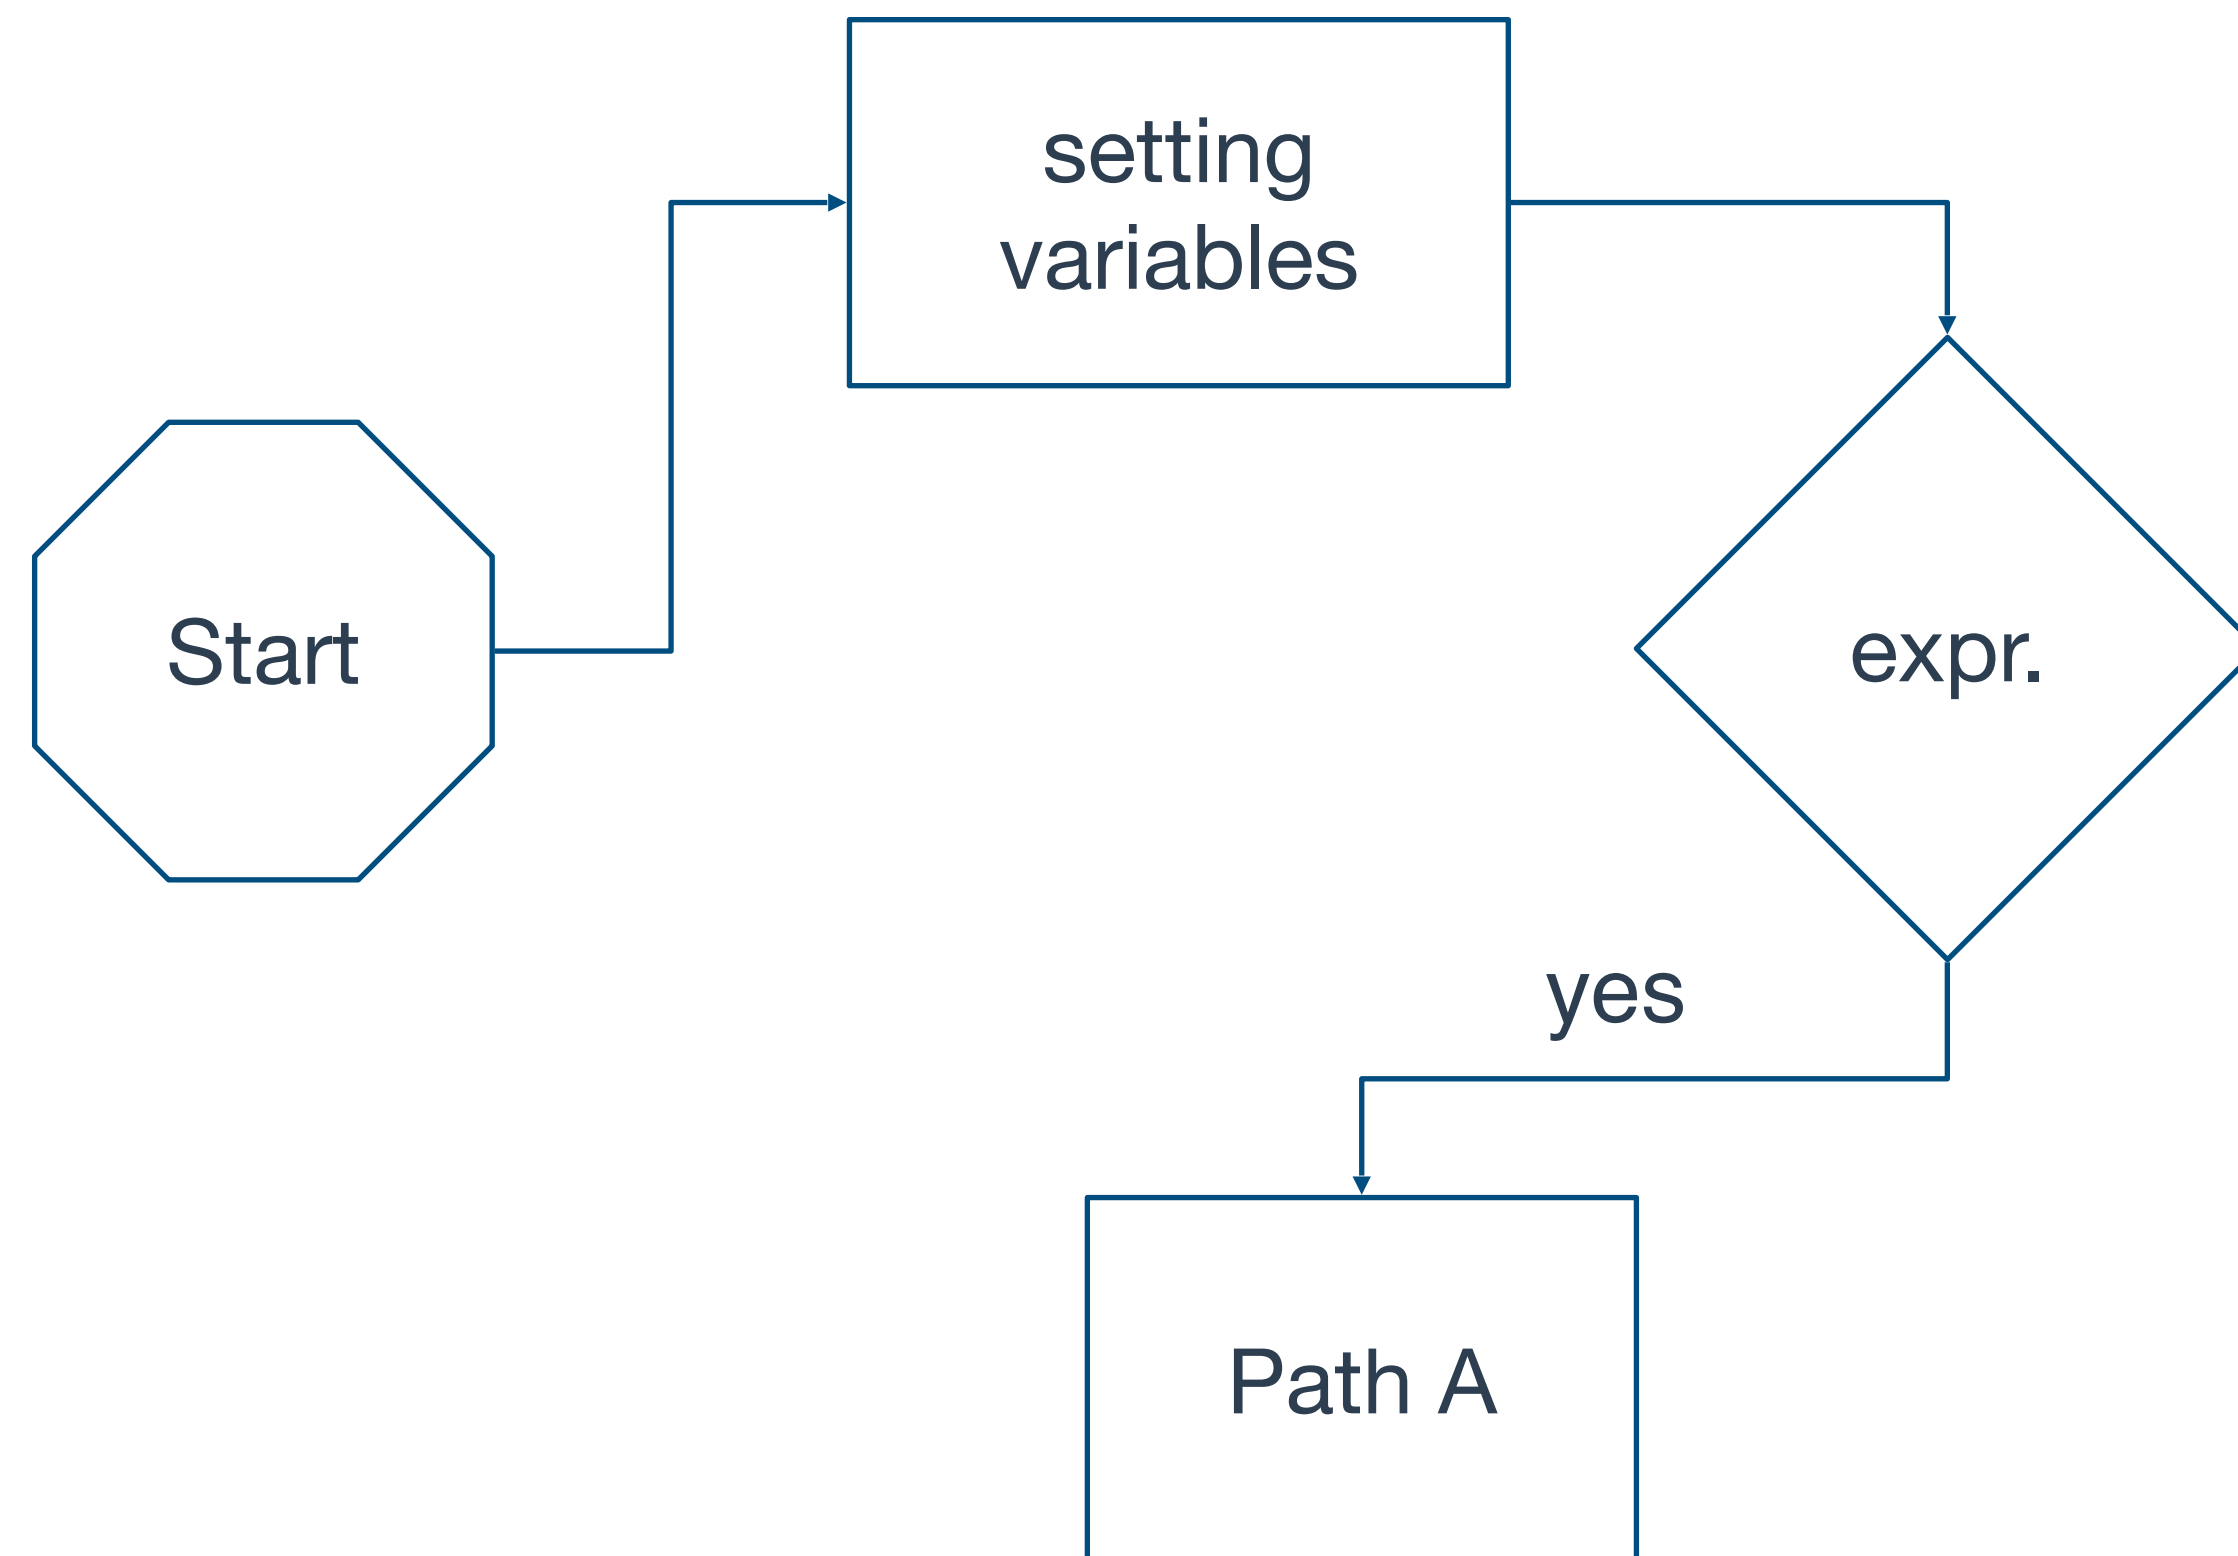 setting
variables
Start
expr.
yes
Path A